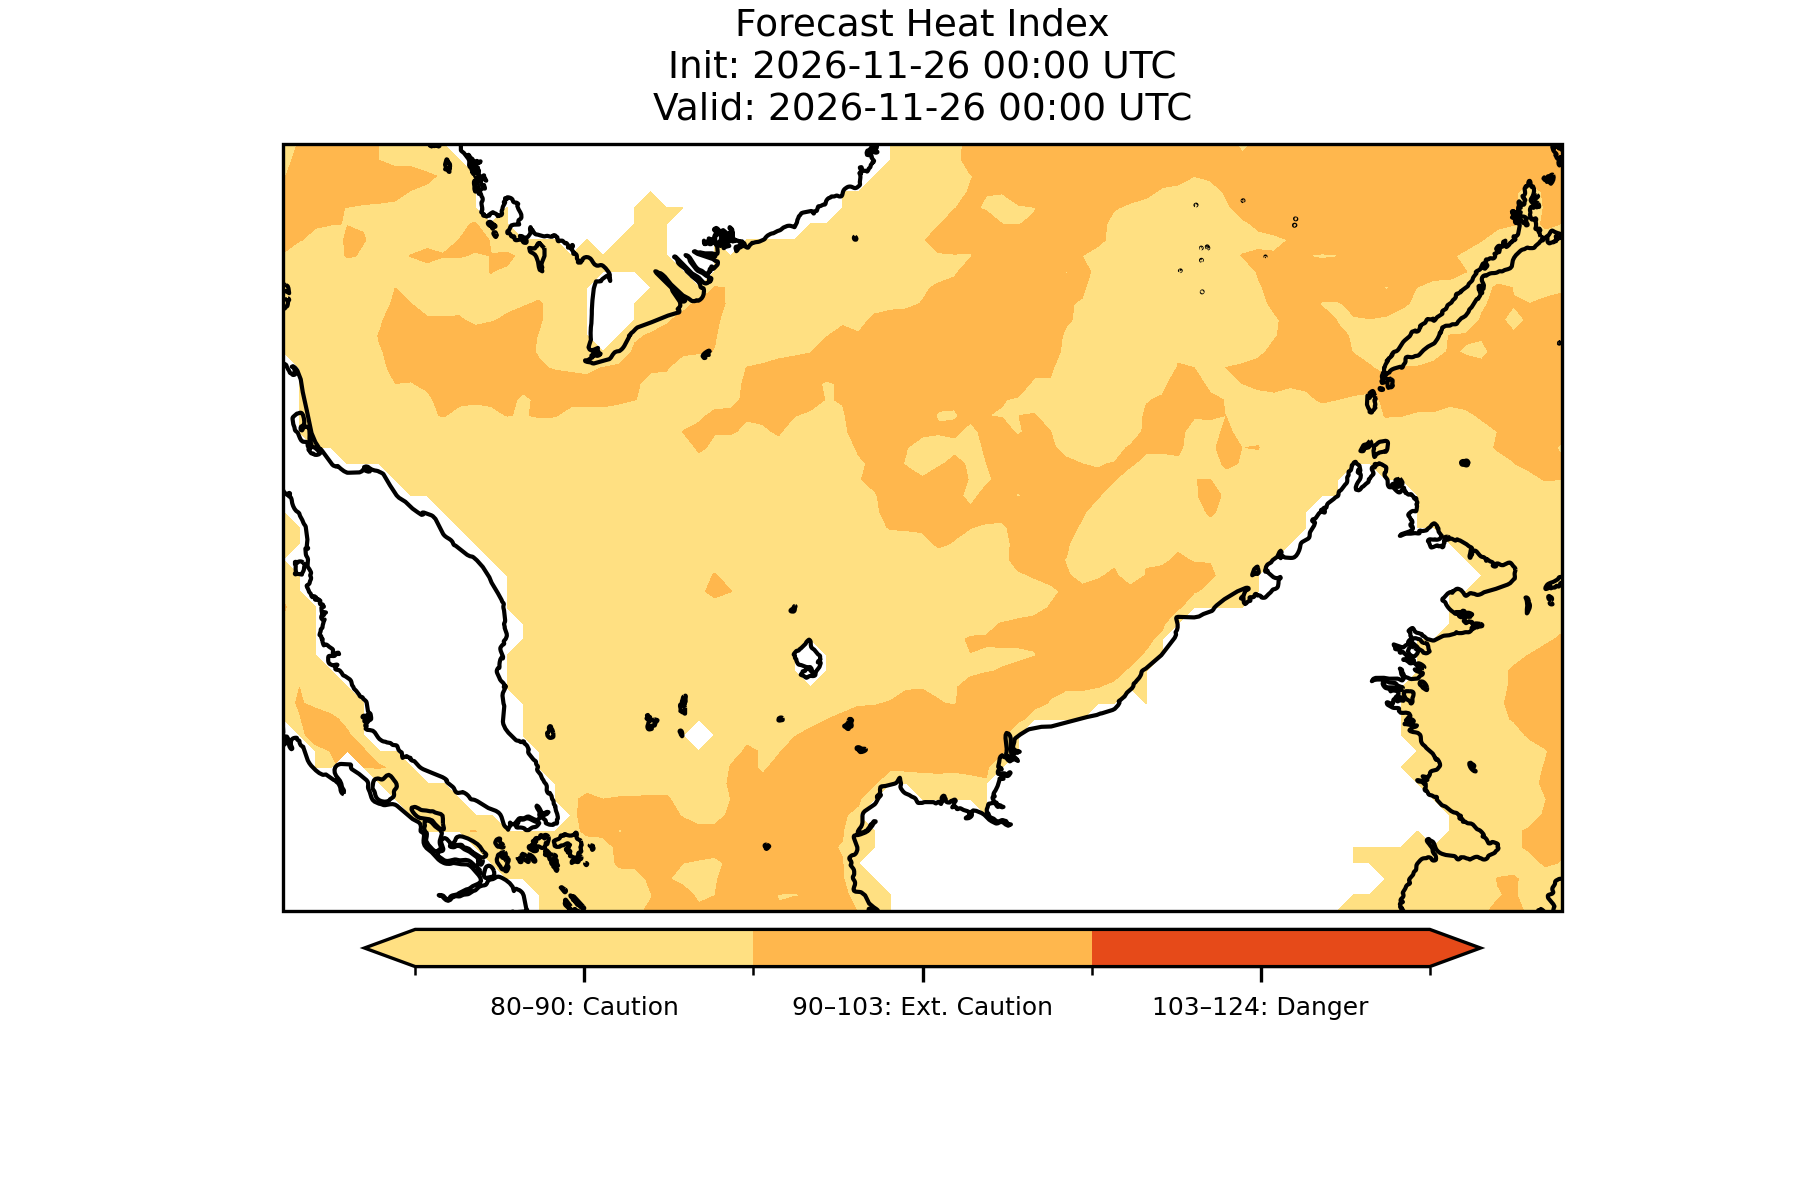 Forecast Heat Index
Init: 2026-11-26 00:00 UTC
Valid: 2026-11-26 00:00 UTC
80–90: Caution
90–103: Ext. Caution
103–124: Danger